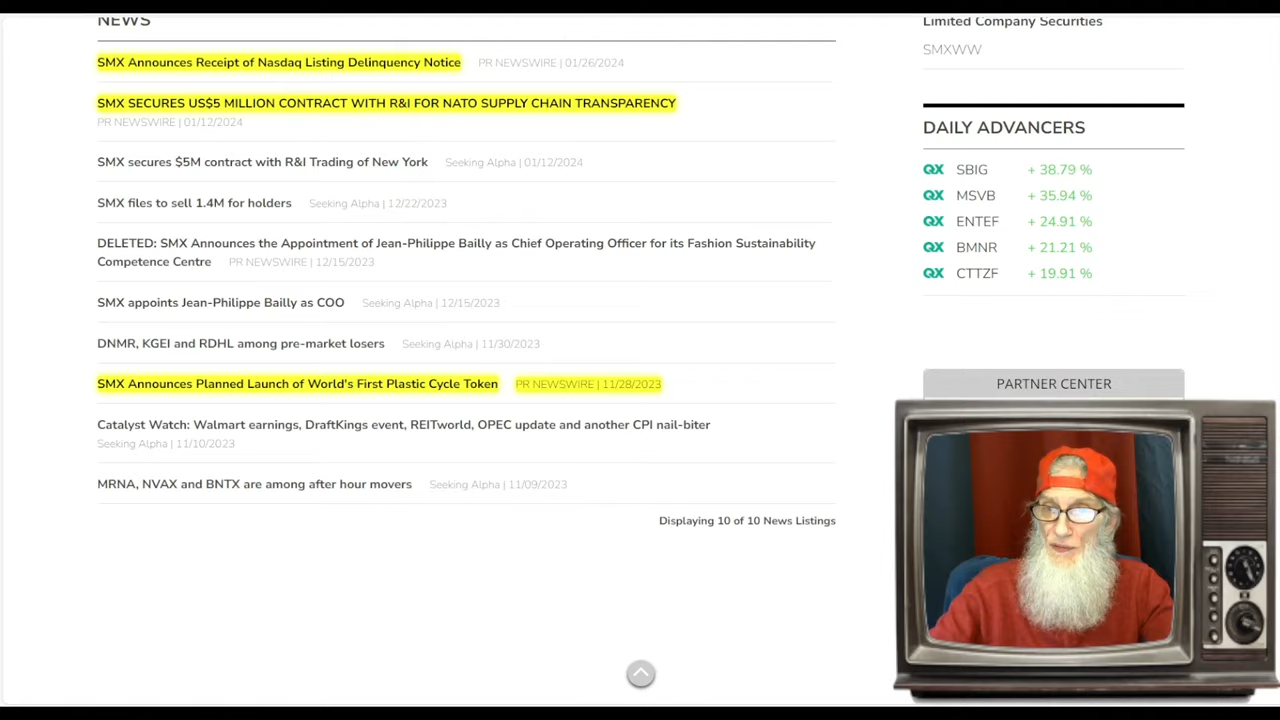 NEWS
SMX Announces Receipt of Nasdaq Listing Delinquency Notice PR NEWSWIRE | 01/26/2024
SMX SECURES US$5 MILLION CONTRACT WITH R&I FOR NATO SUPPLY CHAIN TRANSPARENCY
PR NEWSWIRE | 01/12/2024
SMX secures $5M contract with R&I Trading of New York Seeking Alpha | 01/12/2024
SMX files to sell 1.4M for holders Seeking Alpha | 12/22/2023
DELETED: SMX Announces the Appointment of Jean-Philippe Bailly as Chief Operating Officer for its Fashion Sustainability
Competence Centre PR NEWSWIRE | 12/15/2023
SMX appoints Jean-Philippe Bailly as COO Seeking Alpha | 12/15/2023
DNMR, KGEI and RDHL among pre-market losers Seeking Alpha | 11/30/2023
SMX Announces Planned Launch of World's First Plastic Cycle Token PR NEWSWIRE | 11/28/2023
Catalyst Watch: Walmart earnings, DraftKings event, REITworld, OPEC update and another CPI nail-biter
Seeking Alpha | 11/10/2023
MRNA, NVAX and BNTX are among after hour movers Seeking Alpha | 11/09/2023
Displaying 10 of 10 News Listings
Limited Company Securities
SMXWW
DAILY ADVANCERS
QX SBIG + 38.79 %
QX MSVB + 35.94 %
QX ENTEF + 24.91 %
QX BMNR + 21.21 %
QX CTTZF + 19.91 %
PARTNER CENTER